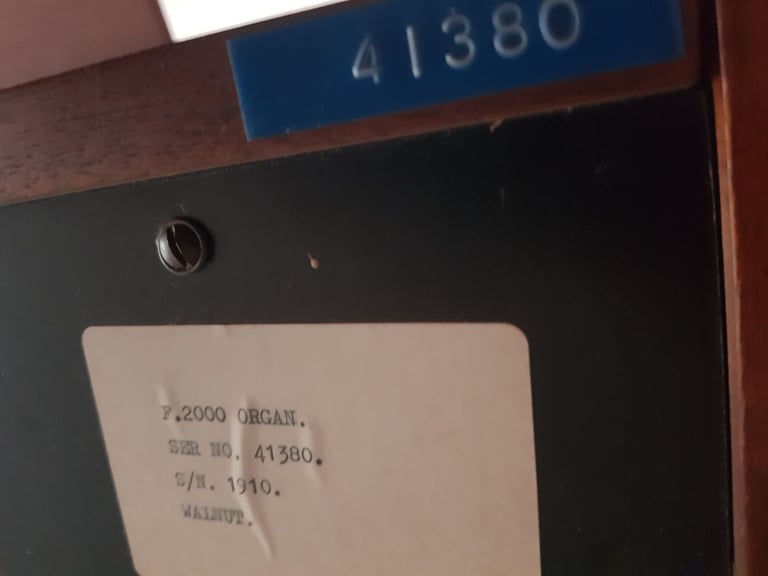 41380
F.2000 ORGAN.
SER NO. 41380.
S/N. 1910.
WALNUT.